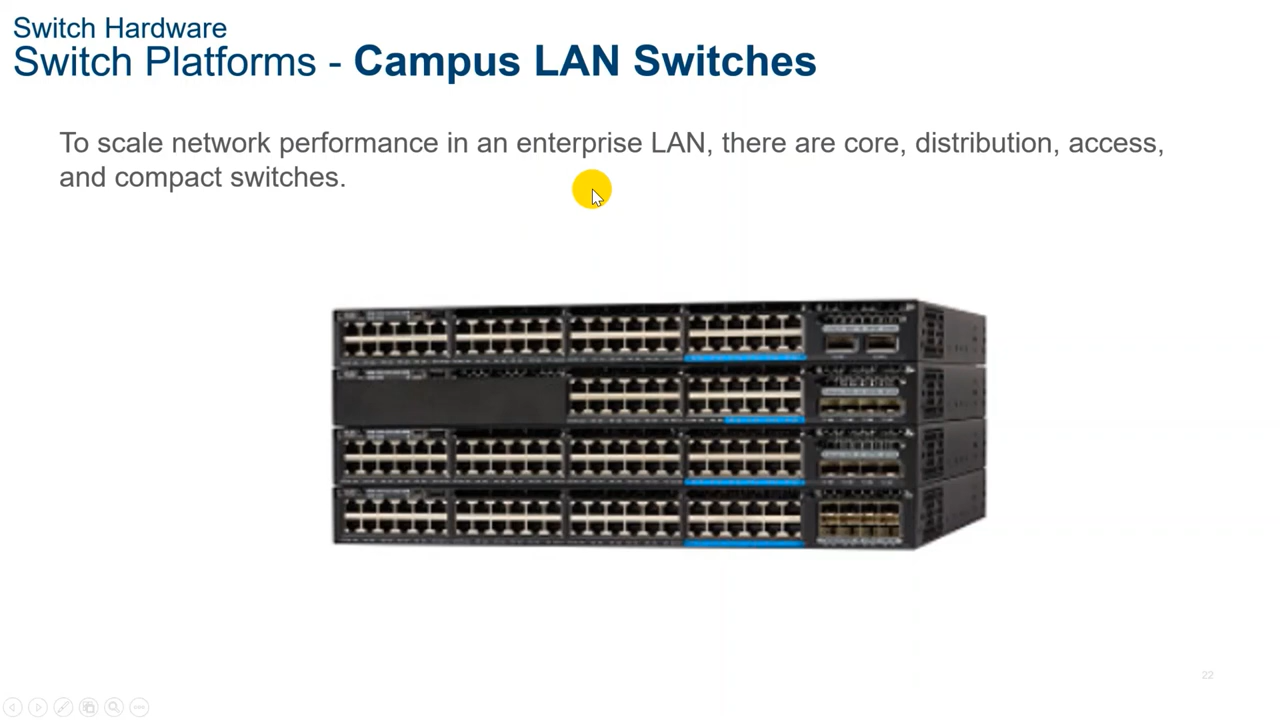 Switch Hardware
Switch Platforms - Campus LAN Switches
To scale network performance in an enterprise LAN, there are core, distribution, access,
and compact switches.
22